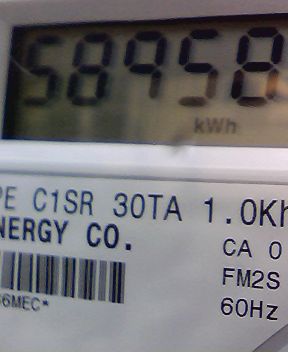 58958
kWh
PE C1SR 30TA 1.0Kh
NERGY CO.
CA 0
FM2S
6MEC*
60Hz